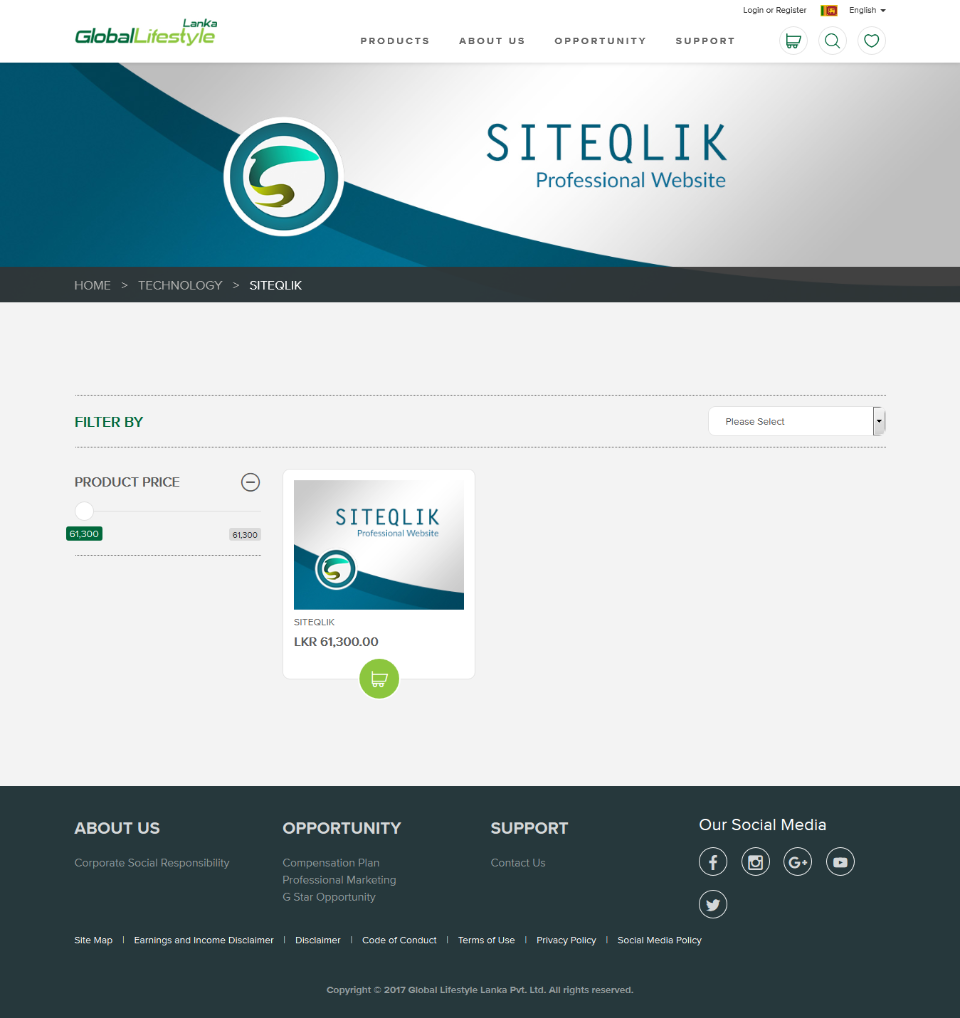 Login or Register English
Lanka
GlobalLifestyle
PRODUCTS ABOUT US OPPORTUNITY SUPPORT
SITEQLIK
Professional Website
HOME > TECHNOLOGY > SITEQLIK
FILTER BY Please Select
PRODUCT PRICE
61,300 61,300
SITEQLIK
Professional Website
SITEQLIK
LKR 61,300.00
ABOUT US
Corporate Social Responsibility
OPPORTUNITY
Compensation Plan
Professional Marketing
G Star Opportunity
SUPPORT
Contact Us
Our Social Media
Site Map | Earnings and Income Disclaimer | Disclaimer | Code of Conduct | Terms of Use | Privacy Policy | Social Media Policy
Copyright © 2017 Global Lifestyle Lanka Pvt. Ltd. All rights reserved.